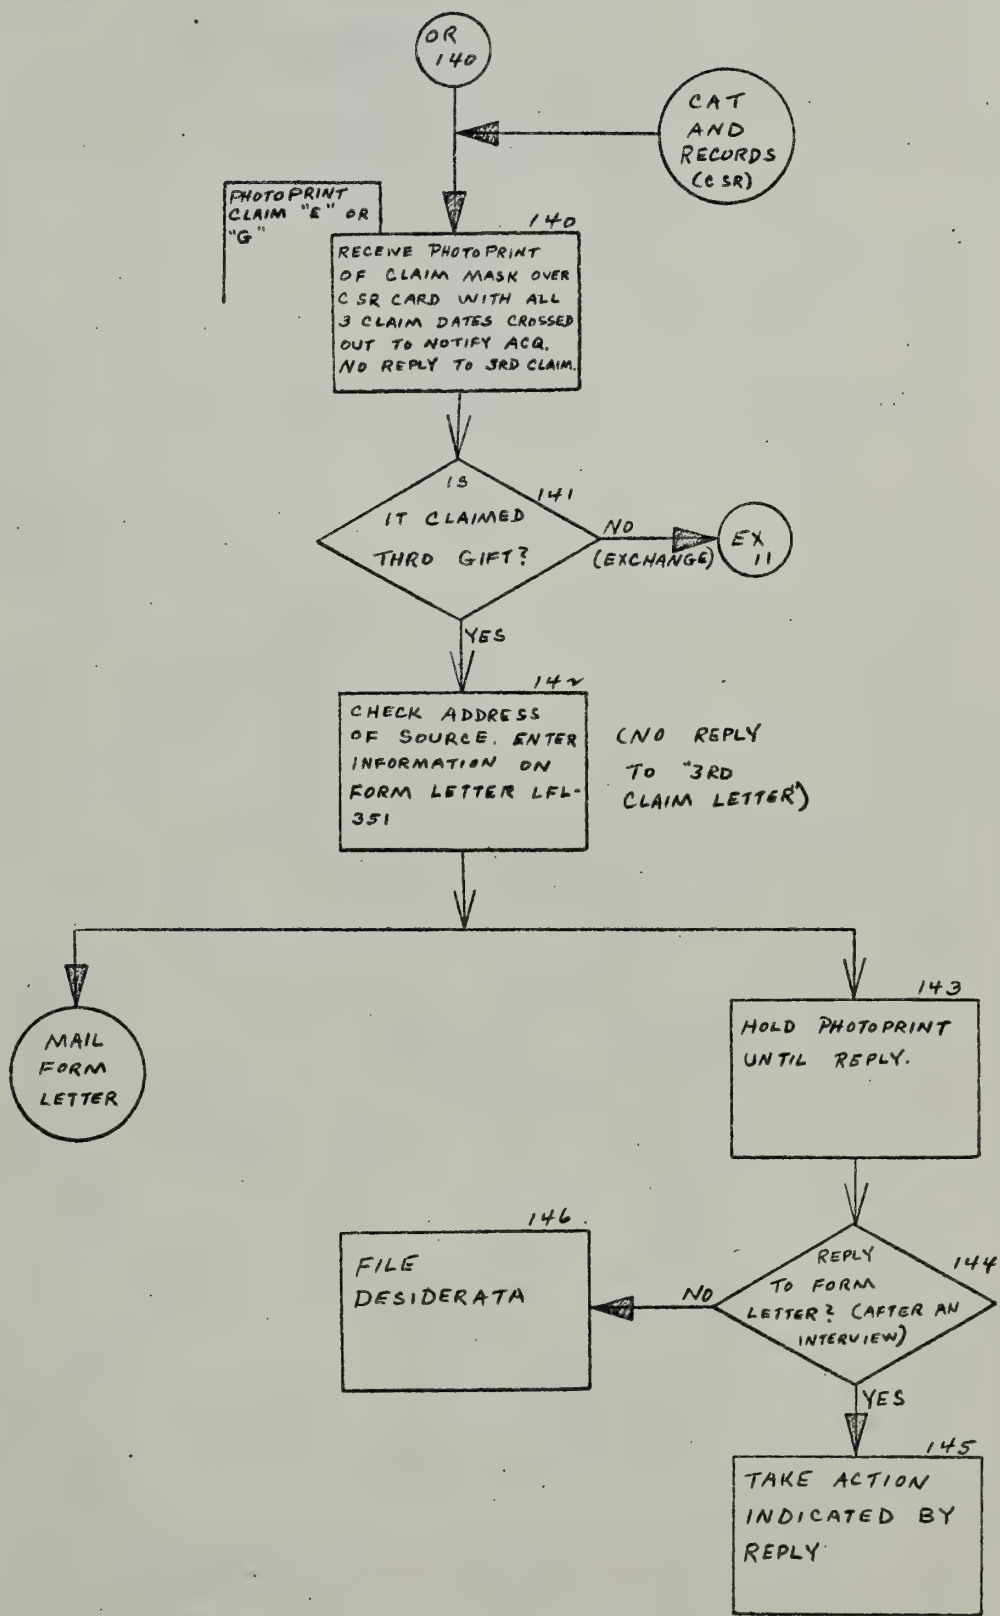 OR
140
CAT
AND
RECORDS
(CSR)
PHOTOPRINT
CLAIM "E" OR
"G"
140
RECEIVE PHOTOPRINT
OF CLAIM MASK OVER
CSR CARD WITH ALL
3 CLAIM DATES CROSSED
OUT TO NOTIFY ACQ.
NO REPLY TO 3RD CLAIM.
141
IS
IT CLAIMED
THRO GIFT?
NO
(EXCHANGE)
EX
11
YES
142
CHECK ADDRESS
OF SOURCE. ENTER
INFORMATION ON
FORM LETTER LFL-
351
(NO REPLY
TO "3RD
CLAIM LETTER")
MAIL
FORM
LETTER
143
HOLD PHOTOPRINT
UNTIL REPLY.
144
REPLY
TO FORM
LETTER? (AFTER AN
INTERVIEW)
NO
146
FILE
DESIDERATA
YES
145
TAKE ACTION
INDICATED BY
REPLY